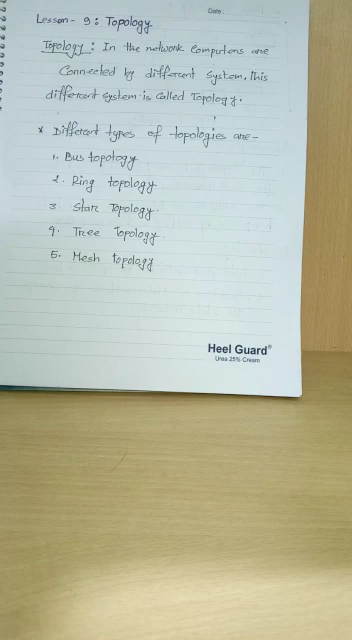 Date:
Lesson- 9: Topology.
Topology: In the network computers are
Connected by different system, this
different system is called Topology.
* Different types of topologies are-
1. Bus topology
2. Ring topology
3. Star Topology.
4. Tree Topology
5. Mesh topology
Heel Guard®
Urea 25% Cream